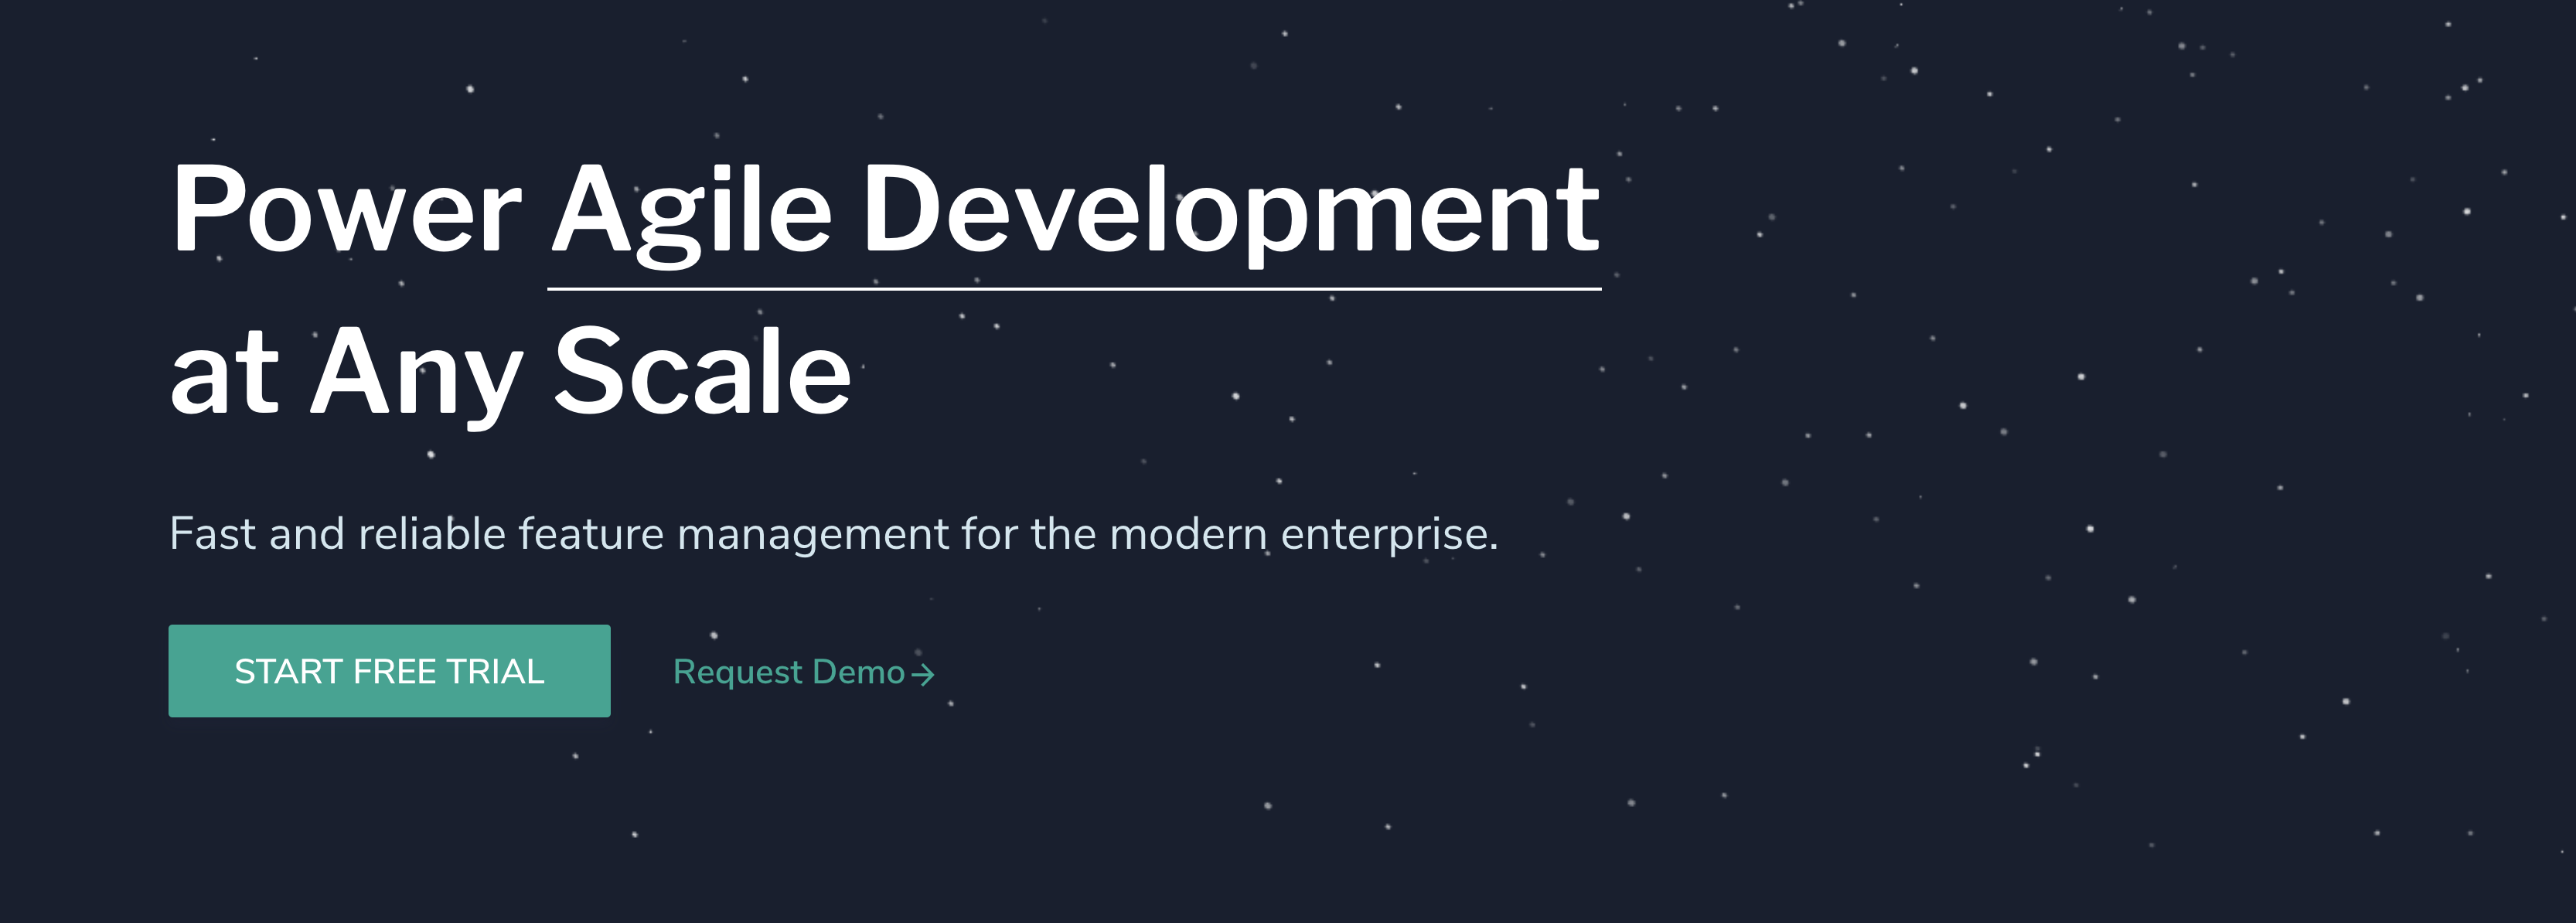 Power Agile Development
at Any Scale
Fast and reliable feature management for the modern enterprise.
START FREE TRIAL
Request Demo→